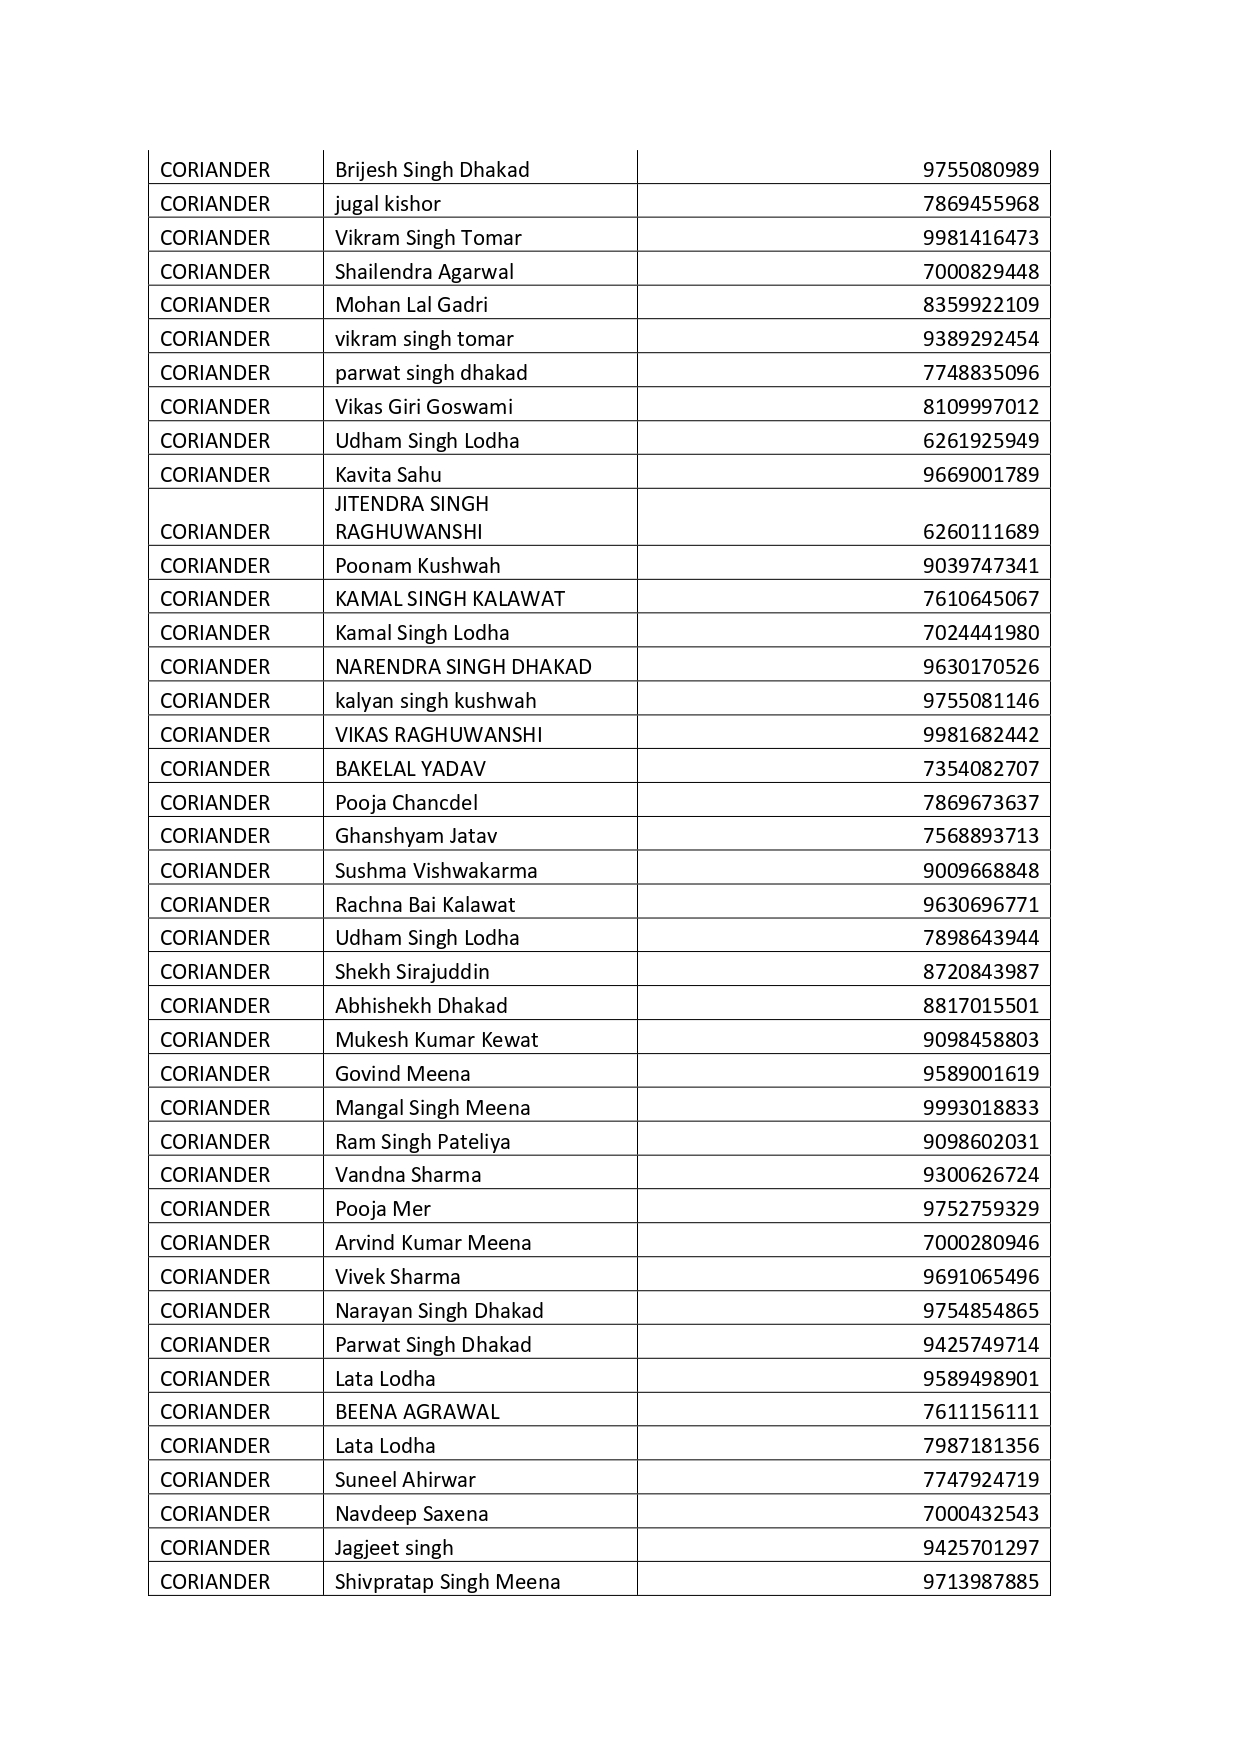 CORIANDER Brijesh Singh Dhakad 9755080989
CORIANDER jugal kishor 7869455968
CORIANDER Vikram Singh Tomar 9981416473
CORIANDER Shailendra Agarwal 7000829448
CORIANDER Mohan Lal Gadri 8359922109
CORIANDER vikram singh tomar 9389292454
CORIANDER parwat singh dhakad 7748835096
CORIANDER Vikas Giri Goswami 8109997012
CORIANDER Udham Singh Lodha 6261925949
CORIANDER Kavita Sahu 9669001789
JITENDRA SINGH
CORIANDER RAGHUWANSHI 6260111689
CORIANDER Poonam Kushwah 9039747341
CORIANDER KAMAL SINGH KALAWAT 7610645067
CORIANDER Kamal Singh Lodha 7024441980
CORIANDER NARENDRA SINGH DHAKAD 9630170526
CORIANDER kalyan singh kushwah 9755081146
CORIANDER VIKAS RAGHUWANSHI 9981682442
CORIANDER BAKELAL YADAV 7354082707
CORIANDER Pooja Chancdel 7869673637
CORIANDER Ghanshyam Jatav 7568893713
CORIANDER Sushma Vishwakarma 9009668848
CORIANDER Rachna Bai Kalawat 9630696771
CORIANDER Udham Singh Lodha 7898643944
CORIANDER Shekh Sirajuddin 8720843987
CORIANDER Abhishekh Dhakad 8817015501
CORIANDER Mukesh Kumar Kewat 9098458803
CORIANDER Govind Meena 9589001619
CORIANDER Mangal Singh Meena 9993018833
CORIANDER Ram Singh Pateliya 9098602031
CORIANDER Vandna Sharma 9300626724
CORIANDER Pooja Mer 9752759329
CORIANDER Arvind Kumar Meena 7000280946
CORIANDER Vivek Sharma 9691065496
CORIANDER Narayan Singh Dhakad 9754854865
CORIANDER Parwat Singh Dhakad 9425749714
CORIANDER Lata Lodha 9589498901
CORIANDER BEENA AGRAWAL 7611156111
CORIANDER Lata Lodha 7987181356
CORIANDER Suneel Ahirwar 7747924719
CORIANDER Navdeep Saxena 7000432543
CORIANDER Jagjeet singh 9425701297
CORIANDER Shivpratap Singh Meena 9713987885